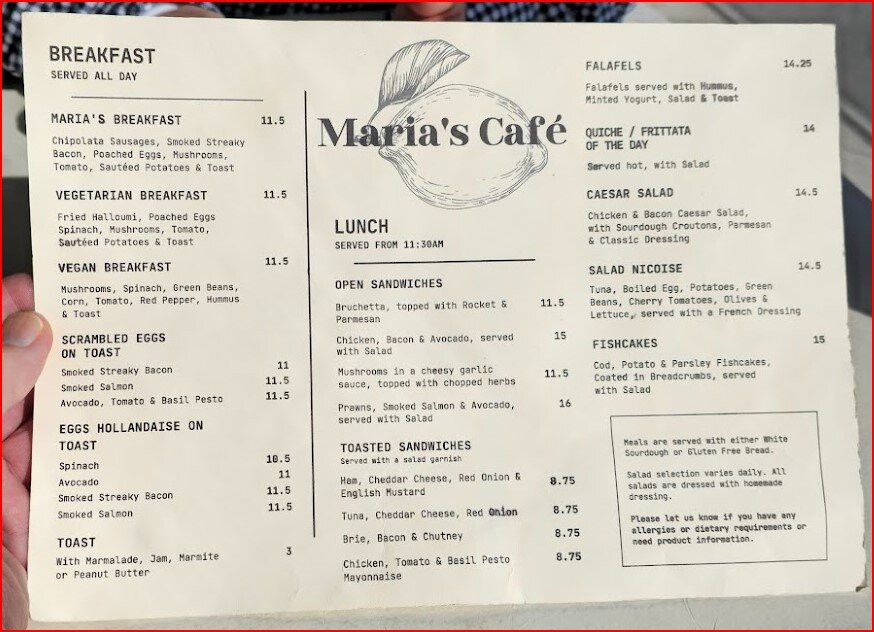 BREAKFAST
SERVED ALL DAY
MARIA'S BREAKFAST 11.5
Chipolata Sausages, Smoked Streaky
Bacon, Poached Eggs, Mushrooms,
Tomato, Sautéed Potatoes & Toast
VEGETARIAN BREAKFAST 11.5
Fried Halloumi, Poached Eggs
Spinach, Mushrooms, Tomato,
Sautéed Potatoes & Toast
VEGAN BREAKFAST 11.5
Mushrooms, Spinach, Green Beans,
Corn, Tomato, Red Pepper, Hummus
& Toast
SCRAMBLED EGGS
ON TOAST
Smoked Streaky Bacon 11
Smoked Salmon 11.5
Avocado, Tomato & Basil Pesto 11.5
EGGS HOLLANDAISE ON
TOAST
Spinach 10.5
Avocado 11
Smoked Streaky Bacon 11.5
Smoked Salmon 11.5
TOAST
With Marmalade, Jam, Marmite 3
or Peanut Butter
Maria's Café
LUNCH
SERVED FROM 11:30AM
OPEN SANDWICHES
Bruchetta, topped with Rocket & 11.5
Parmesan
Chicken, Bacon & Avocado, served 15
with Salad
Mushrooms in a cheesy garlic 11.5
sauce, topped with chopped herbs
Prawns, Smoked Salmon & Avocado, 16
served with Salad
TOASTED SANDWICHES
Served with a salad garnish
Ham, Cheddar Cheese, Red Onion & 8.75
English Mustard
Tuna, Cheddar Cheese, Red Onion 8.75
Brie, Bacon & Chutney 8.75
Chicken, Tomato & Basil Pesto 8.75
Mayonnaise
FALAFELS 14.25
Falafels served with Hummus,
Minted Yogurt, Salad & Toast
QUICHE / FRITTATA 14
OF THE DAY
Served hot, with Salad
CAESAR SALAD 14.5
Chicken & Bacon Caesar Salad,
with Sourdough Croutons, Parmesan
& Classic Dressing
SALAD NICOISE 14.5
Tuna, Boiled Egg, Potatoes, Green
Beans, Cherry Tomatoes, Olives &
Lettuce, served with a French Dressing
FISHCAKES 15
Cod, Potato & Parsley Fishcakes,
Coated in Breadcrumbs, served
with Salad
Meals are served with either White
Sourdough or Gluten Free Bread.
Salad selection varies daily. All
salads are dressed with homemade
dressing.
Please let us know if you have any
allergies or dietary requirements or
need product information.